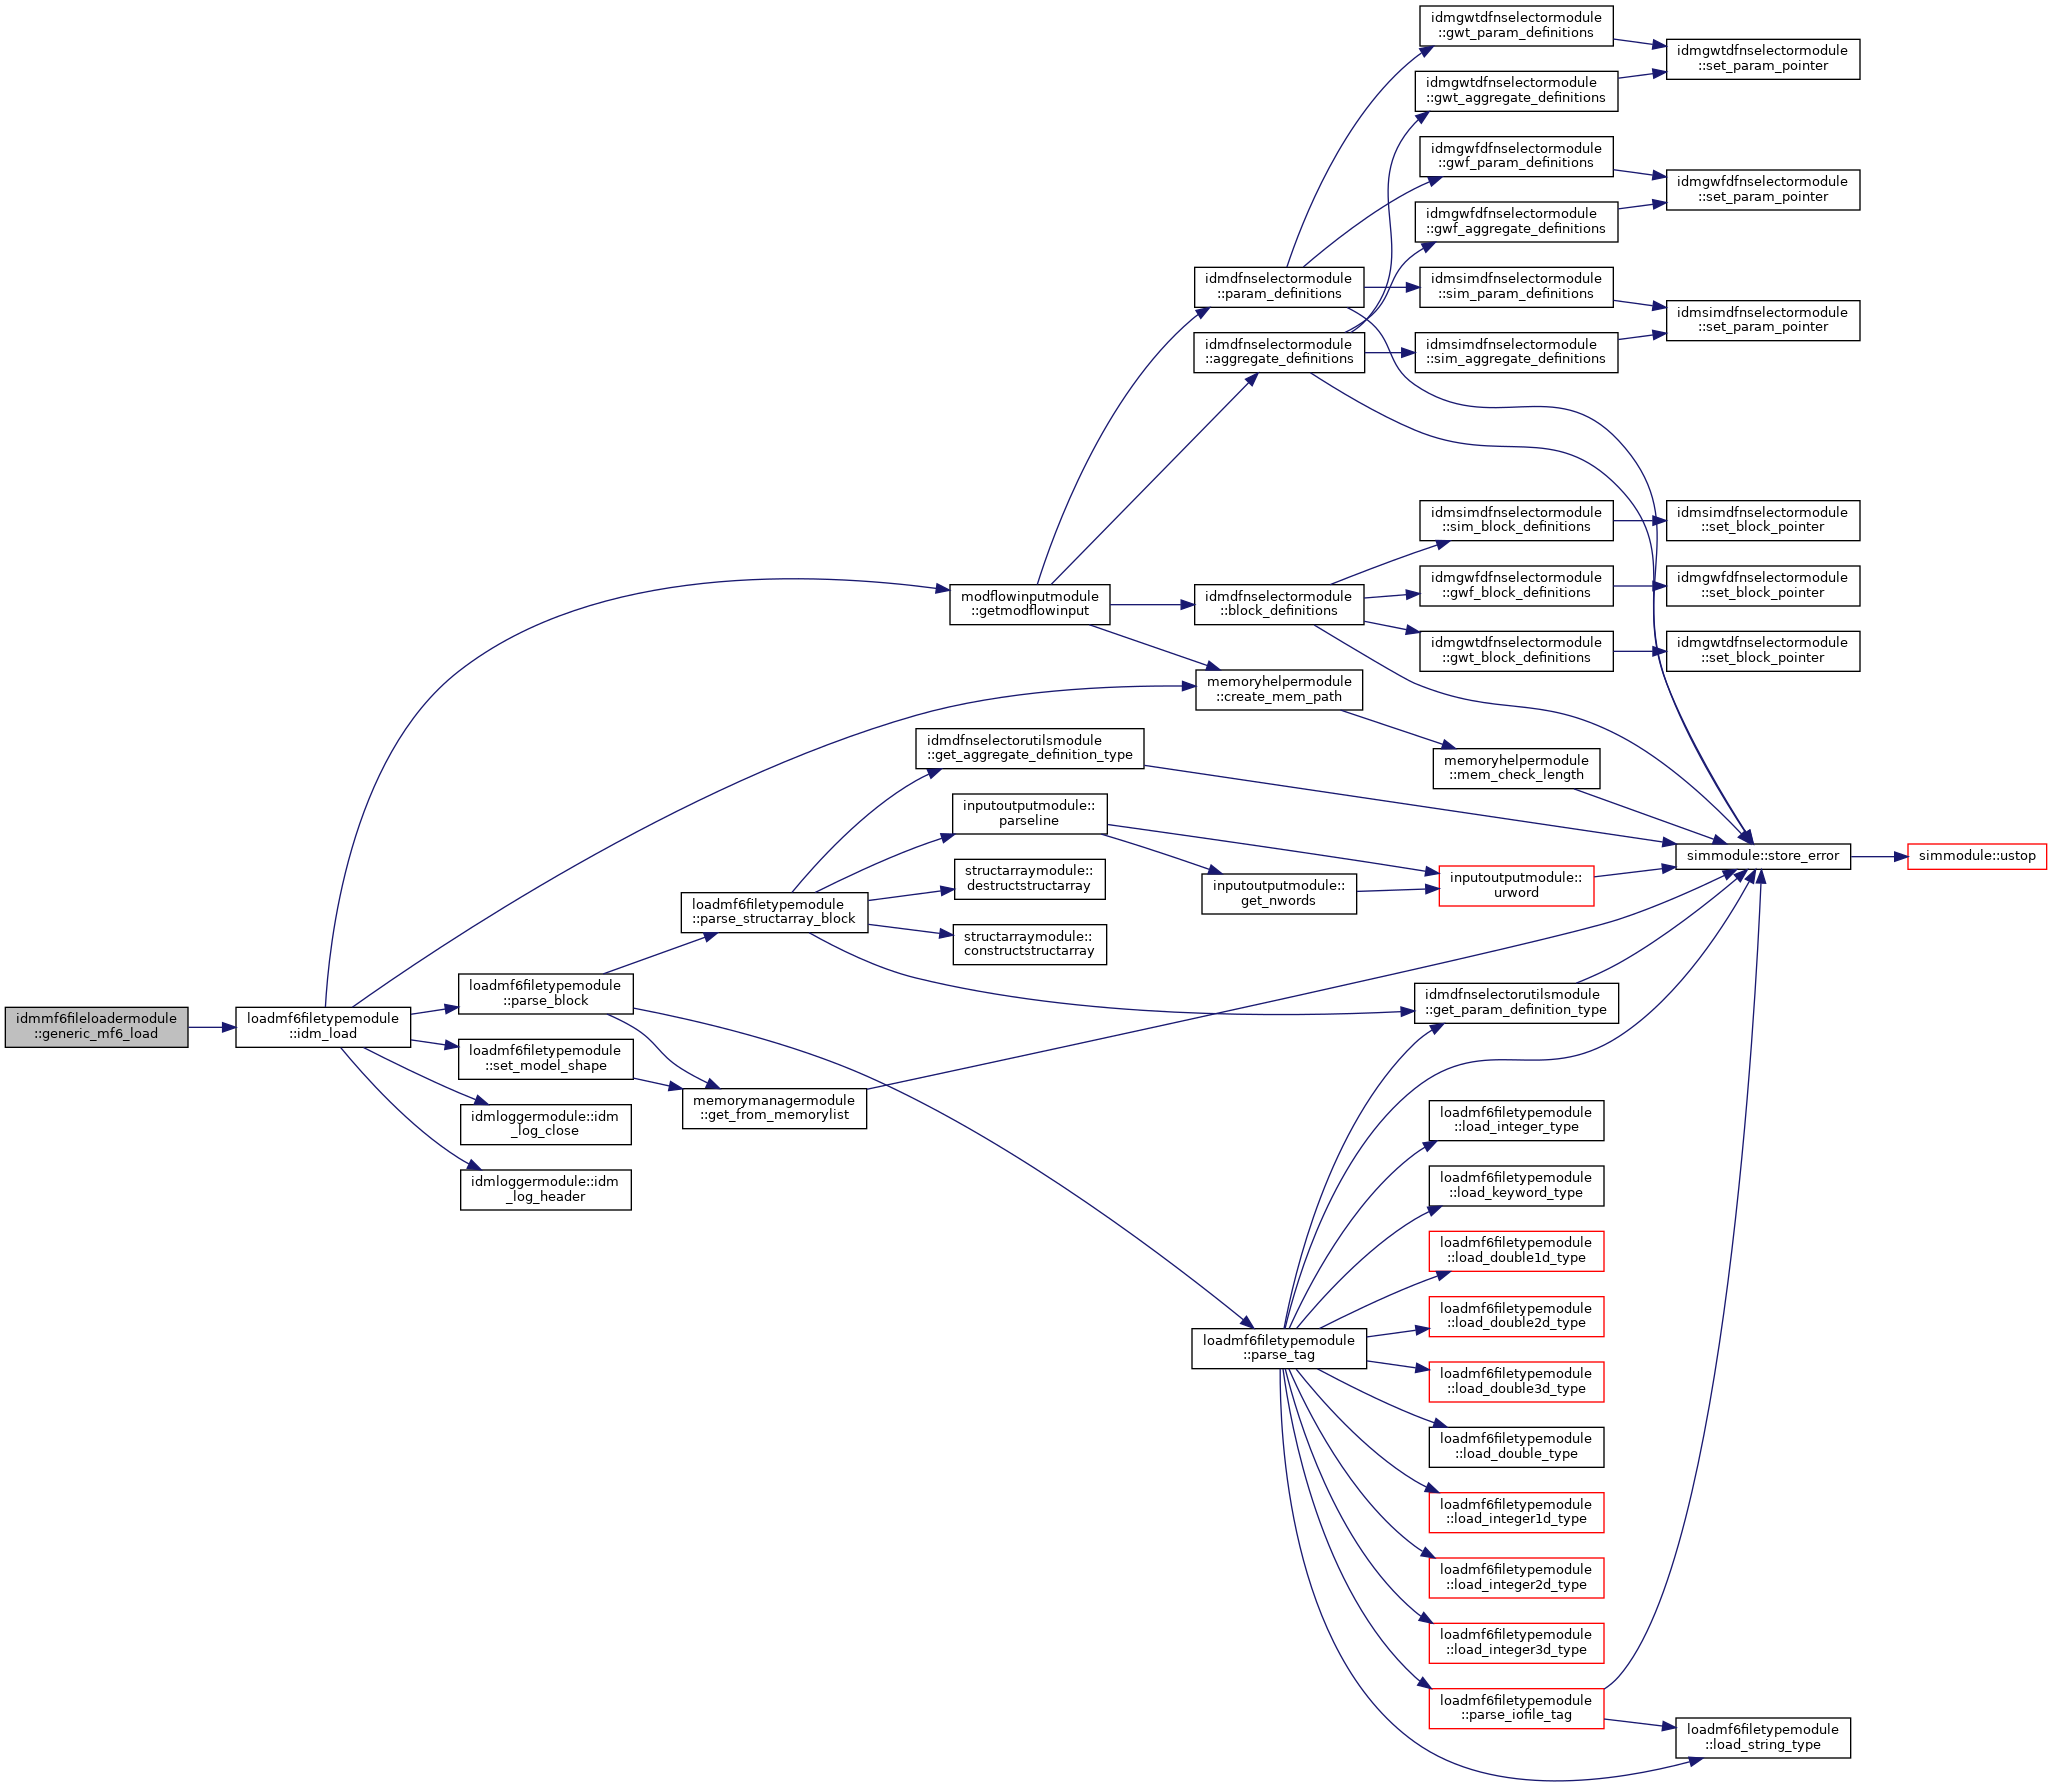 idmmf6fileloadermodule
::generic_mf6_load
loadmf6filetypemodule
::idm_load
loadmf6filetypemodule
::parse_block
loadmf6filetypemodule
::set_model_shape
idmloggermodule::idm
_log_close
idmloggermodule::idm
_log_header
loadmf6filetypemodule
::parse_structarray_block
memorymanagermodule
::get_from_memorylist
modflowinputmodule
::getmodflowinput
idmdfnselectorutilsmodule
::get_aggregate_definition_type
inputoutputmodule::
parseline
structarraymodule::
destructstructarray
structarraymodule::
constructstructarray
idmdfnselectormodule
::param_definitions
idmdfnselectormodule
::aggregate_definitions
idmdfnselectormodule
::block_definitions
memoryhelpermodule
::create_mem_path
inputoutputmodule::
get_nwords
loadmf6filetypemodule
::parse_tag
idmgwtdfnselectormodule
::gwt_param_definitions
idmgwtdfnselectormodule
::gwt_aggregate_definitions
idmgwfdfnselectormodule
::gwf_param_definitions
idmgwfdfnselectormodule
::gwf_aggregate_definitions
idmsimdfnselectormodule
::sim_param_definitions
idmsimdfnselectormodule
::sim_aggregate_definitions
idmsimdfnselectormodule
::sim_block_definitions
idmgwfdfnselectormodule
::gwf_block_definitions
idmgwtdfnselectormodule
::gwt_block_definitions
memoryhelpermodule
::mem_check_length
inputoutputmodule::
urword
idmdfnselectorutilsmodule
::get_param_definition_type
loadmf6filetypemodule
::load_integer_type
loadmf6filetypemodule
::load_keyword_type
loadmf6filetypemodule
::load_double1d_type
loadmf6filetypemodule
::load_double2d_type
loadmf6filetypemodule
::load_double3d_type
loadmf6filetypemodule
::load_double_type
loadmf6filetypemodule
::load_integer1d_type
loadmf6filetypemodule
::load_integer2d_type
loadmf6filetypemodule
::load_integer3d_type
loadmf6filetypemodule
::parse_iofile_tag
idmgwtdfnselectormodule
::set_param_pointer
idmgwfdfnselectormodule
::set_param_pointer
idmsimdfnselectormodule
::set_param_pointer
idmsimdfnselectormodule
::set_block_pointer
idmgwfdfnselectormodule
::set_block_pointer
idmgwtdfnselectormodule
::set_block_pointer
simmodule::store_error
loadmf6filetypemodule
::load_string_type
simmodule::ustop